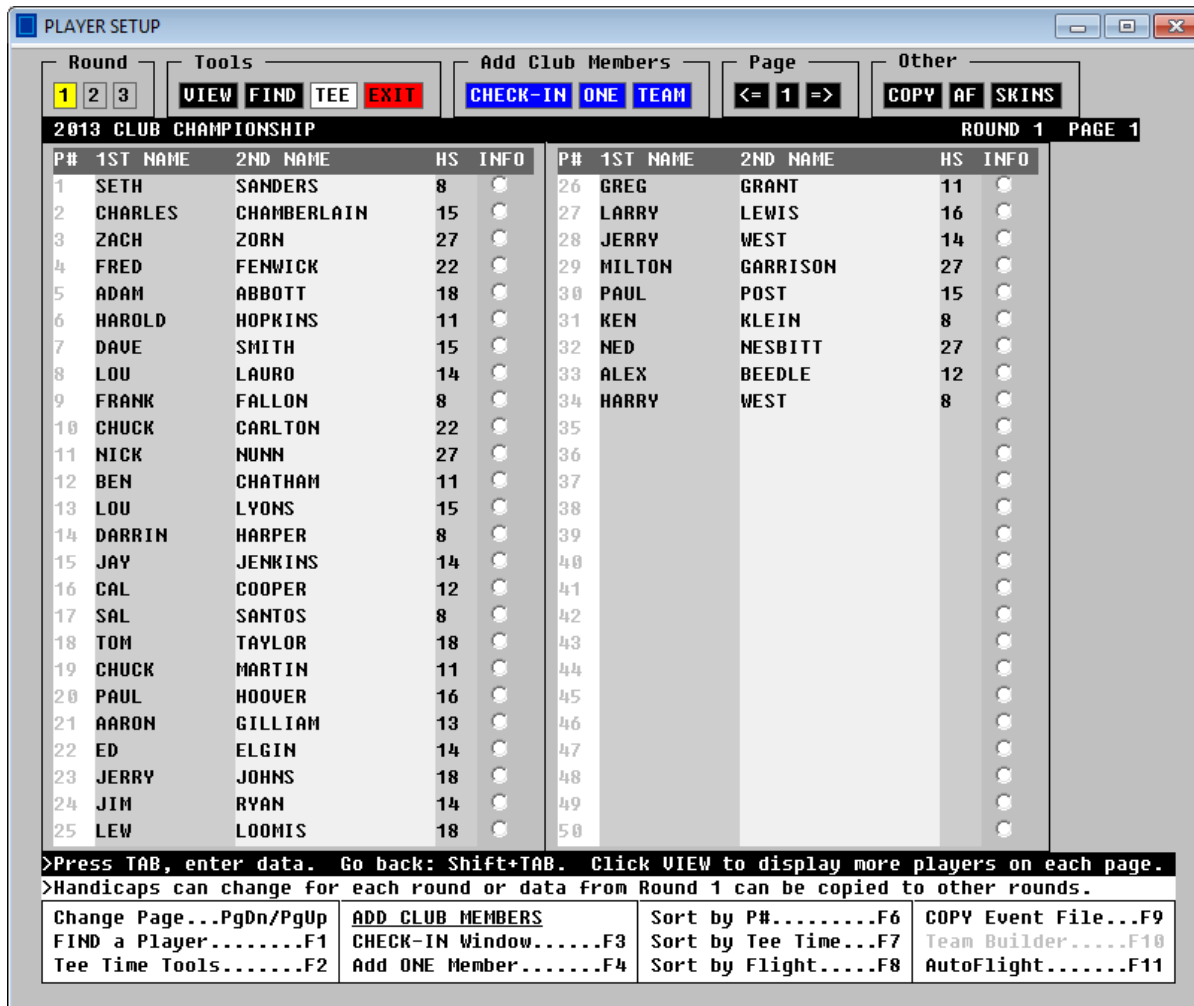 PLAYER SETUP
Round Tools Add Club Members Page Other
1 2 3 VIEW FIND TEE EXIT CHECK-IN ONE TEAM <= 1 => COPY AF SKINS
2013 CLUB CHAMPIONSHIP ROUND 1 PAGE 1
P# 1ST NAME 2ND NAME HS INFO P# 1ST NAME 2ND NAME HS INFO
1 SETH SANDERS 8 26 GREG GRANT 11
2 CHARLES CHAMBERLAIN 15 27 LARRY LEWIS 16
3 ZACH ZORN 27 28 JERRY WEST 14
4 FRED FENWICK 22 29 MILTON GARRISON 27
5 ADAM ABBOTT 18 30 PAUL POST 15
6 HAROLD HOPKINS 11 31 KEN KLEIN 8
7 DAVE SMITH 15 32 NED NESBITT 27
8 LOU LAURO 14 33 ALEX BEEDLE 12
9 FRANK FALLON 8 34 HARRY WEST 8
10 CHUCK CARLTON 22 35
11 NICK NUNN 27 36
12 BEN CHATHAM 11 37
13 LOU LYONS 15 38
14 DARRIN HARPER 8 39
15 JAY JENKINS 14 40
16 CAL COOPER 12 41
17 SAL SANTOS 8 42
18 TOM TAYLOR 18 43
19 CHUCK MARTIN 11 44
20 PAUL HOOVER 16 45
21 AARON GILLIAM 13 46
22 ED ELGIN 14 47
23 JERRY JOHNS 18 48
24 JIM RYAN 14 49
25 LEW LOOMIS 18 50
>Press TAB, enter data. Go back: Shift+TAB. Click VIEW to display more players on each page.
>Handicaps can change for each round or data from Round 1 can be copied to other rounds.
Change Page...PgDn/PgUp ADD CLUB MEMBERS Sort by P#.........F6 COPY Event File...F9
FIND a Player........F1 CHECK-IN Window......F3 Sort by Tee Time...F7 Team Builder.....F10
Tee Time Tools.......F2 Add ONE Member.......F4 Sort by Flight.....F8 AutoFlight.......F11